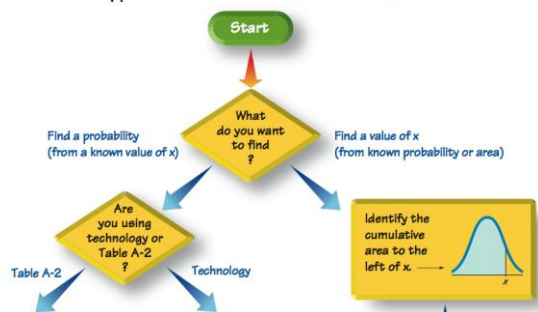 Start
What
do you want
to find
?
Find a probability
(from a known value of x)
Find a value of x
(from known probability or area)
Are
you using
technology or
Table A-2
?
Table A-2
Technology
Identify the
cumulative
area to the
left of x.
x